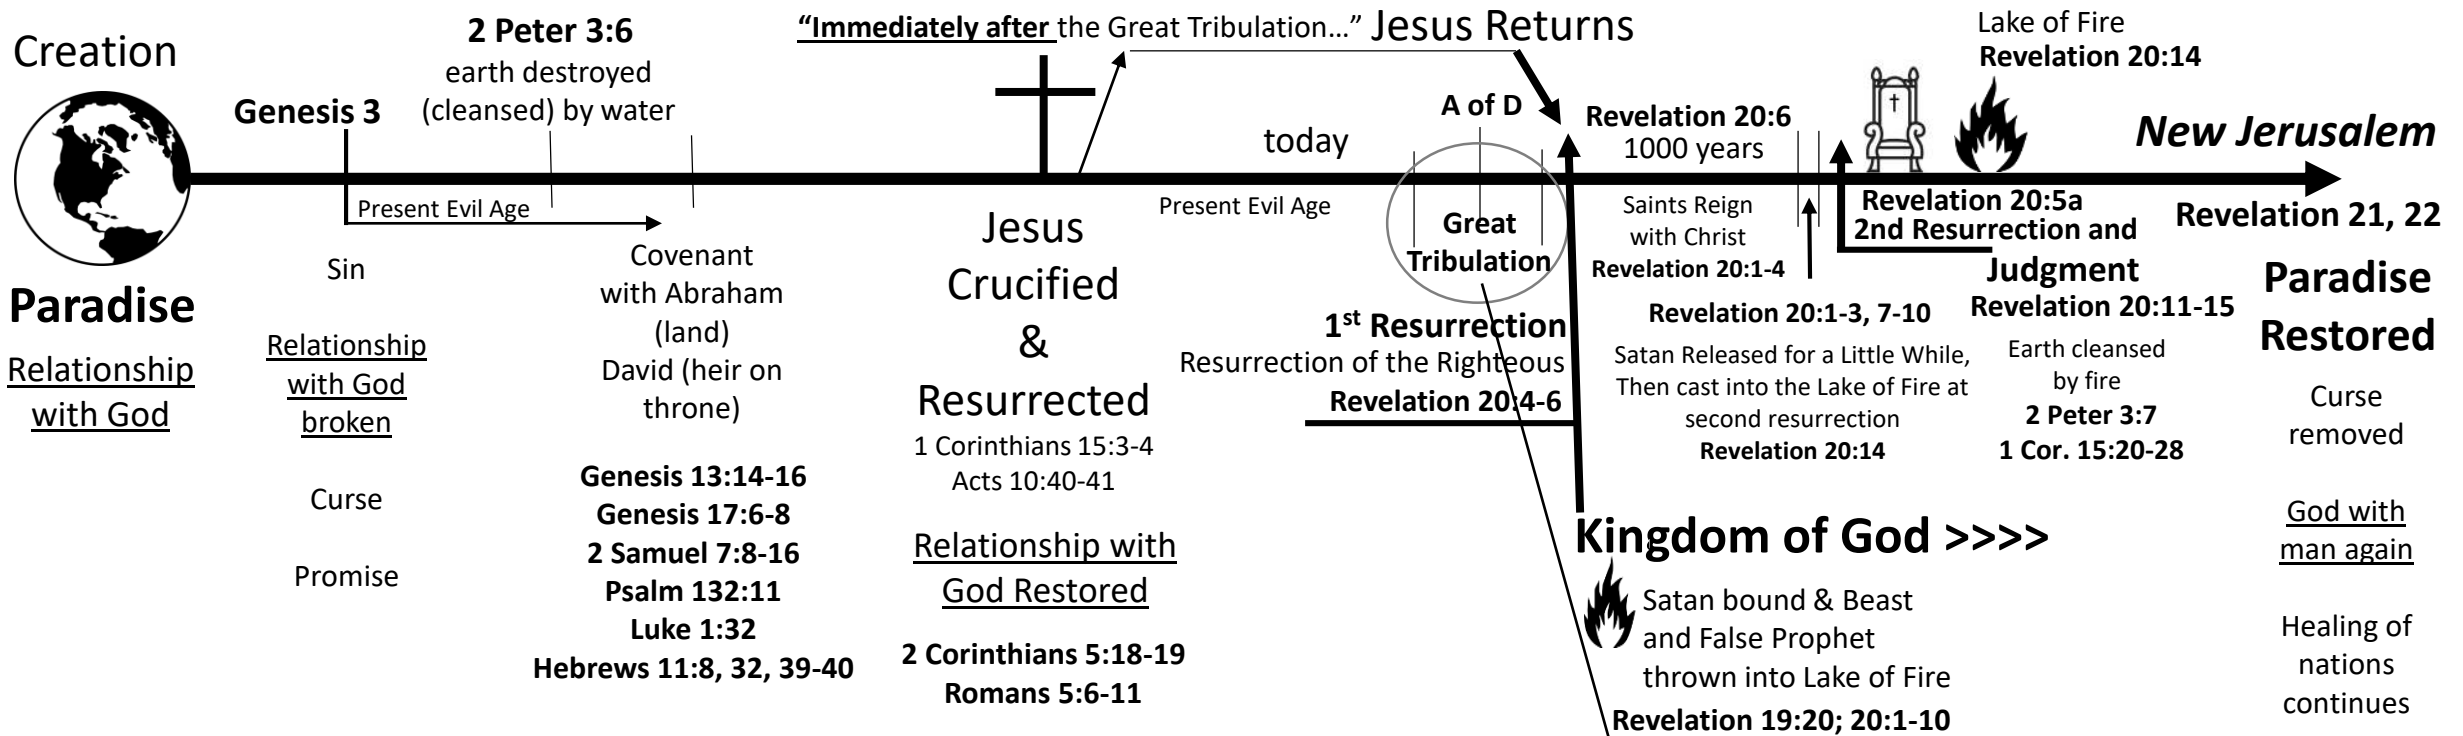 Creation
Paradise
Relationship
with God
Genesis 3
Present Evil Age
Sin
Relationship
with God
broken
Curse
Promise
2 Peter 3:6
earth destroyed
(cleansed) by water
Covenant
with Abraham
(land)
David (heir on
throne)
Genesis 13:14-16
Genesis 17:6-8
2 Samuel 7:8-16
Psalm 132:11
Luke 1:32
Hebrews 11:8, 32, 39-40
“Immediately after the Great Tribulation…” Jesus Returns
Jesus
Crucified
&
Resurrected
1 Corinthians 15:3-4
Acts 10:40-41
Relationship with
God Restored
2 Corinthians 5:18-19
Romans 5:6-11
today
Present Evil Age
A of D
Great
Tribulation
1st Resurrection
Resurrection of the Righteous
Revelation 20:4-6
Revelation 20:6
1000 years
Saints Reign
with Christ
Revelation 20:1-4
Revelation 20:1-3, 7-10
Satan Released for a Little While,
Then cast into the Lake of Fire at
second resurrection
Revelation 20:14
Kingdom of God >>>>
Satan bound & Beast
and False Prophet
thrown into Lake of Fire
Revelation 19:20; 20:1-10
Lake of Fire
Revelation 20:14
Revelation 20:5a
2nd Resurrection and
Judgment
Revelation 20:11-15
Earth cleansed
by fire
2 Peter 3:7
1 Cor. 15:20-28
New Jerusalem
Revelation 21, 22
Paradise
Restored
Curse
removed
God with
man again
Healing of
nations
continues